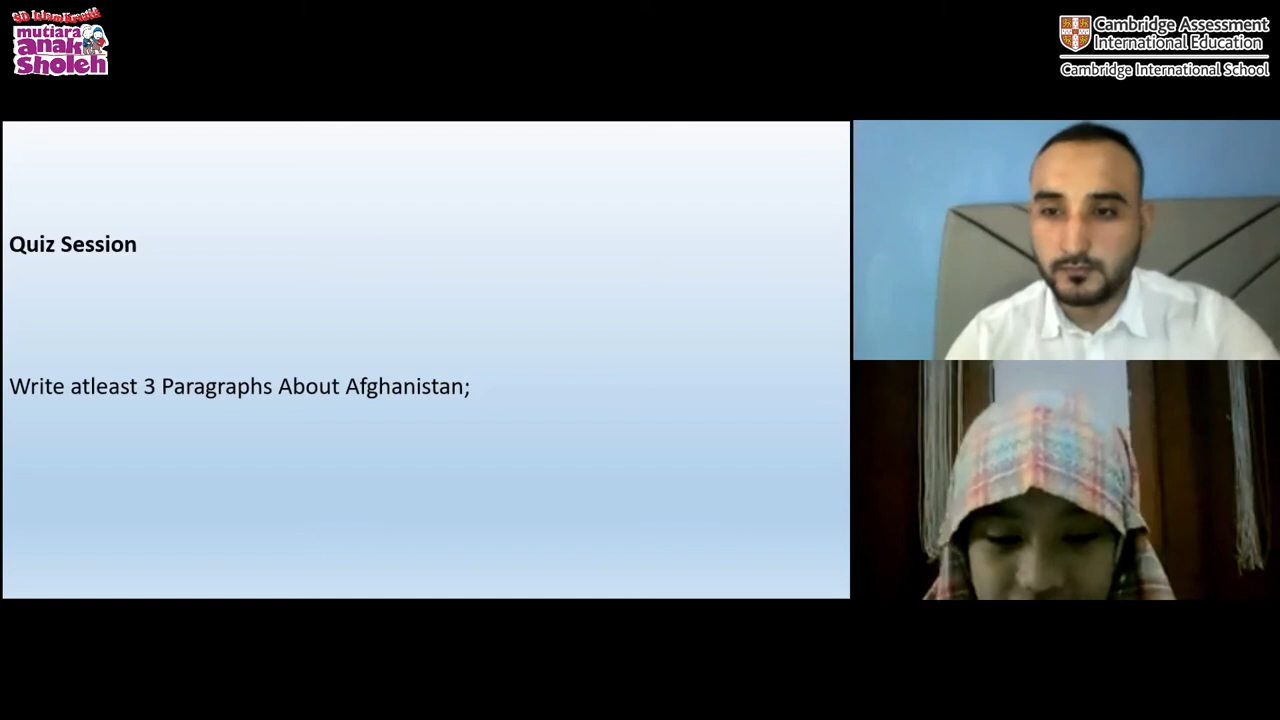 SD Islam Kreatif
mutiara
anak
Sholeh
Cambridge Assessment
International Education
Cambridge International School
Quiz Session
Write atleast 3 Paragraphs About Afghanistan;